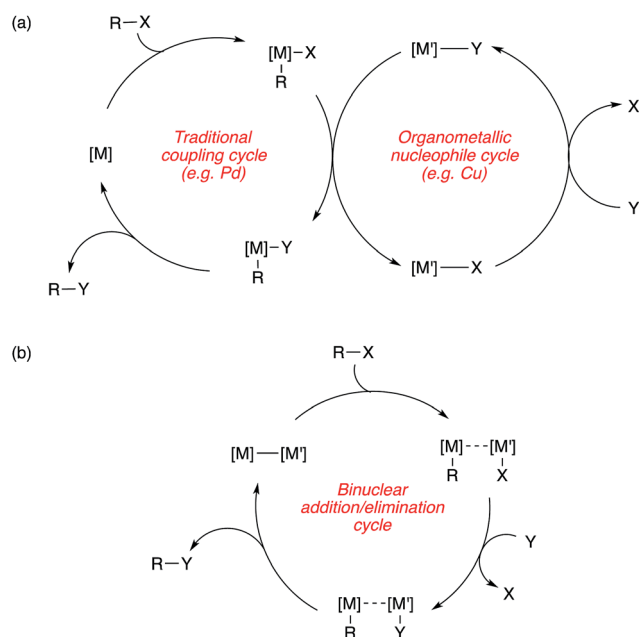 (a)
R—X
[M]—X
R
[M']—Y
X
Traditional
coupling cycle
(e.g. Pd)
Organometallic
nucleophile cycle
(e.g. Cu)
[M]
Y
[M]—Y
R
[M']—X
R—Y
(b)
R—X
[M]—[M']
[M]---[M']
R X
Binuclear
addition/elimination
cycle
Y
R—Y
X
[M]---[M']
R Y